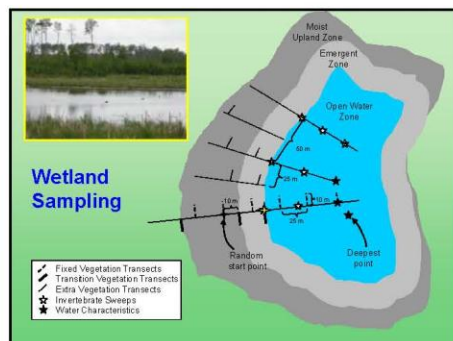 Moist
Upland Zone
Emergent
Zone
Open Water
Zone
60 m
25 m
Wetland
Sampling
10 m
10 m
25 m
Random
start point
Deepest
point
Fixed Vegetation Transects
Transition Vegetation Transects
Extra Vegetation Transects
Invertebrate Sweeps
Water Characteristics